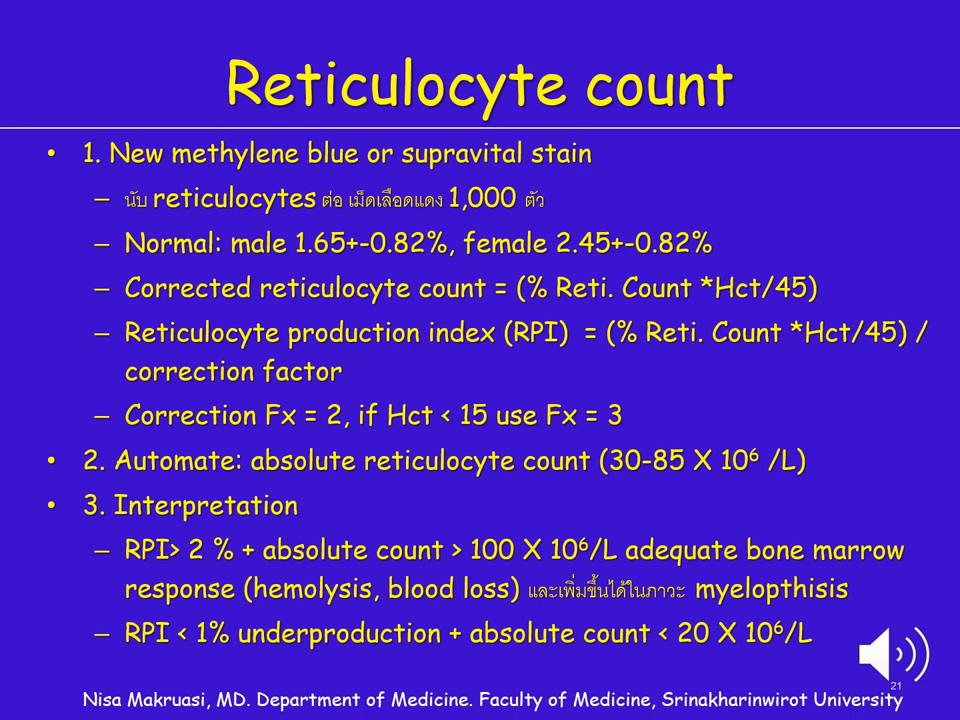 Reticulocyte count
• 1. New methylene blue or supravital stain
– นับ reticulocytes ต่อ เม็ดเลือดแดง 1,000 ตัว
– Normal: male 1.65+-0.82%, female 2.45+-0.82%
– Corrected reticulocyte count = (% Reti. Count *Hct/45)
– Reticulocyte production index (RPI) = (% Reti. Count *Hct/45) /
correction factor
– Correction Fx = 2, if Hct < 15 use Fx = 3
• 2. Automate: absolute reticulocyte count (30-85 X 10⁶ /L)
• 3. Interpretation
– RPI> 2 % + absolute count > 100 X 10⁶/L adequate bone marrow
response (hemolysis, blood loss) และเพิ่มขึ้นได้ในภาวะ myelopthisis
– RPI < 1% underproduction + absolute count < 20 X 10⁶/L
21
Nisa Makruasi, MD. Department of Medicine. Faculty of Medicine, Srinakharinwirot University